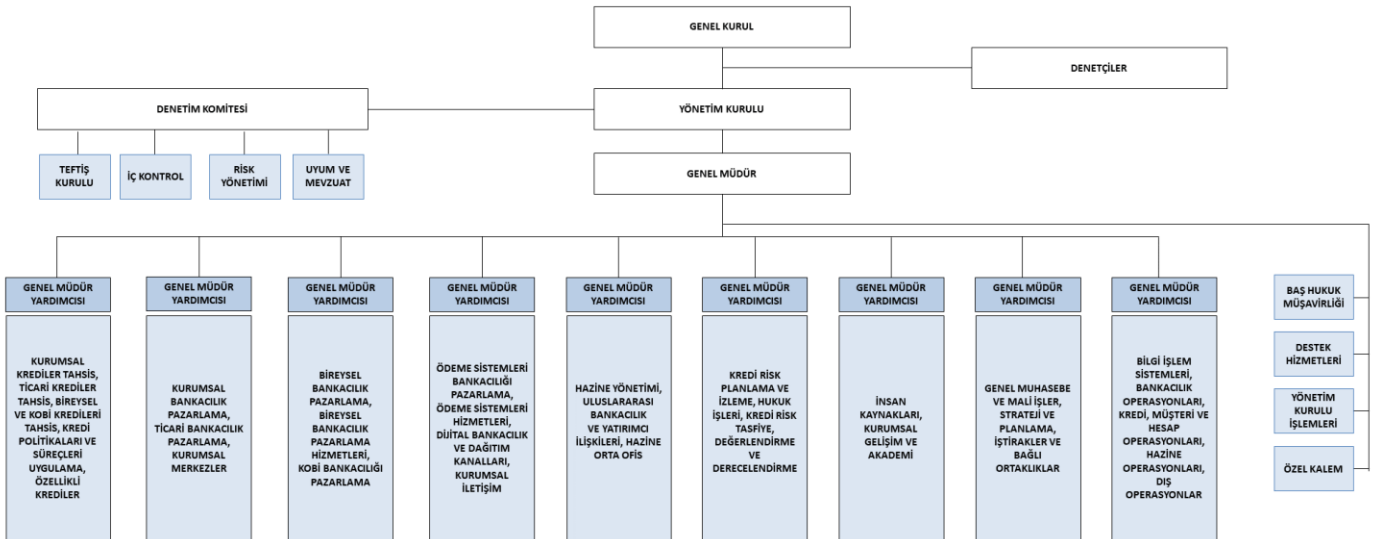 GENEL KURUL
DENETÇİLER
DENETİM KOMİTESİ
YÖNETİM KURULU
TEFTİŞ
KURULU
İÇ KONTROL
RİSK
YÖNETİMİ
UYUM VE
MEVZUAT
GENEL MÜDÜR
GENEL MÜDÜR
YARDIMCISI
KURUMSAL
KREDİLER TAHSİS,
TİCARİ KREDİLER
TAHSİS, BİREYSEL
VE KOBİ KREDİLERİ
TAHSİS, KREDİ
POLİTİKALARI VE
SÜREÇLERİ
UYGULAMA,
ÖZELLİKLİ
KREDİLER
GENEL MÜDÜR
YARDIMCISI
KURUMSAL
BANKACILIK
PAZARLAMA,
TİCARİ BANKACILIK
PAZARLAMA,
KURUMSAL
MERKEZLER
GENEL MÜDÜR
YARDIMCISI
BİREYSEL
BANKACILIK
PAZARLAMA,
BİREYSEL
BANKACILIK
PAZARLAMA
HİZMETLERİ,
KOBİ BANKACILIĞI
PAZARLAMA
GENEL MÜDÜR
YARDIMCISI
ÖDEME SİSTEMLERİ
BANKACILIĞI
PAZARLAMA,
ÖDEME SİSTEMLERİ
HİZMETLERİ,
DİJİTAL BANKACILIK
VE DAĞITIM
KANALLARI,
KURUMSAL
İLETİŞİM
GENEL MÜDÜR
YARDIMCISI
HAZİNE YÖNETİMİ,
ULUSLARARASI
BANKACILIK
VE YATIRIMCI
İLİŞKİLERİ, HAZİNE
ORTA OFİS
GENEL MÜDÜR
YARDIMCISI
KREDİ RİSK
PLANLAMA VE
İZLEME, HUKUK
İŞLERİ, KREDİ RİSK
TASFİYE,
DEĞERLENDİRME
VE
DERECELENDİRME
GENEL MÜDÜR
YARDIMCISI
İNSAN
KAYNAKLARI,
KURUMSAL
GELİŞİM VE
AKADEMİ
GENEL MÜDÜR
YARDIMCISI
GENEL MUHASEBE
VE MALİ İŞLER,
STRATEJİ VE
PLANLAMA,
İŞTİRAKLER VE
BAĞLI
ORTAKLIKLAR
GENEL MÜDÜR
YARDIMCISI
BİLGİ İŞLEM
SİSTEMLERİ,
BANKACILIK
OPERASYONLARI,
KREDİ, MÜŞTERİ VE
HESAP
OPERASYONLARI,
HAZİNE
OPERASYONLARI,
DIŞ
OPERASYONLAR
BAŞ HUKUK
MÜŞAVİRLİĞİ
DESTEK
HİZMETLERİ
YÖNETİM
KURULU
İŞLEMLERİ
ÖZEL KALEM